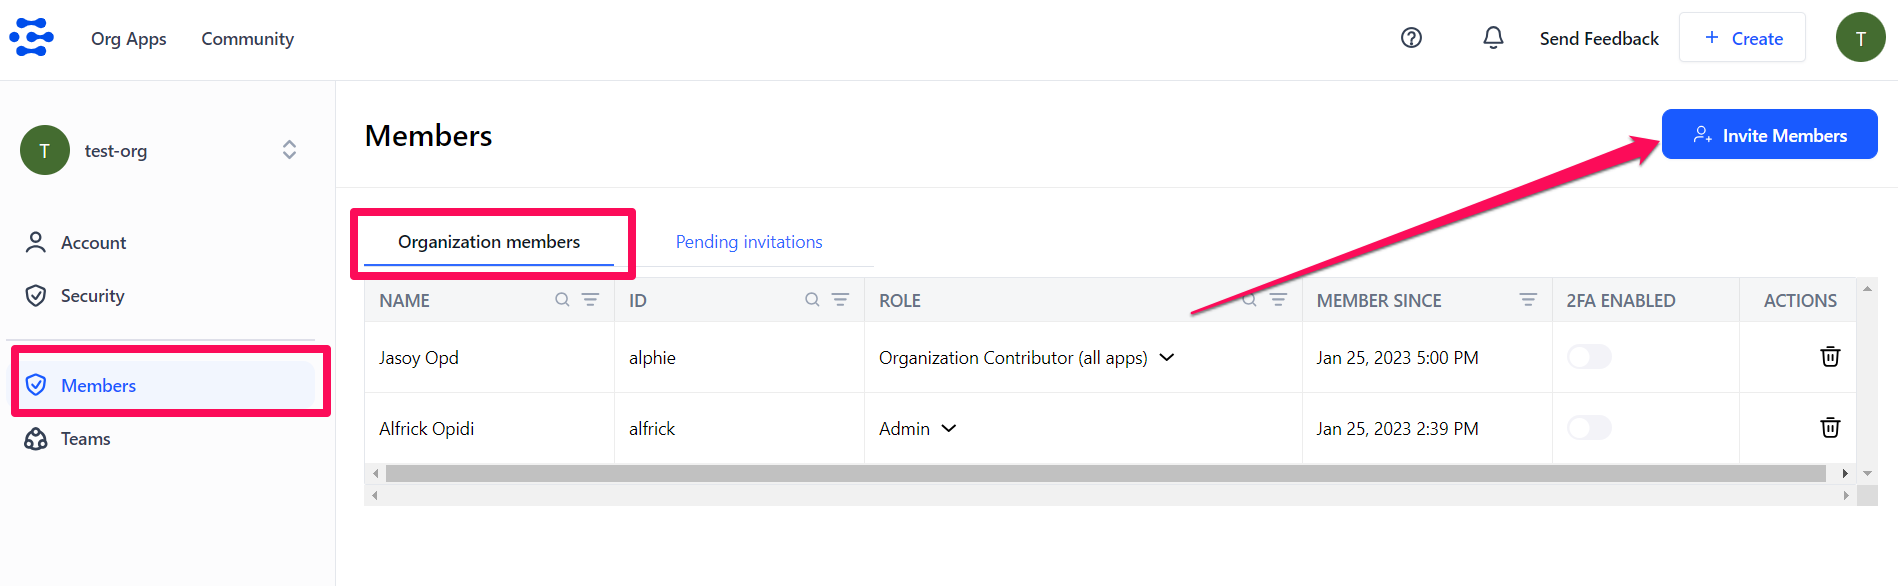 Org Apps Community Send Feedback + Create T
T test-org
Members
Invite Members
Account
Security
Members
Teams
Organization members Pending invitations
NAME ID ROLE MEMBER SINCE 2FA ENABLED ACTIONS
Jasoy Opd alphie Organization Contributor (all apps) Jan 25, 2023 5:00 PM
Alfrick Opidi alfrick Admin Jan 25, 2023 2:39 PM